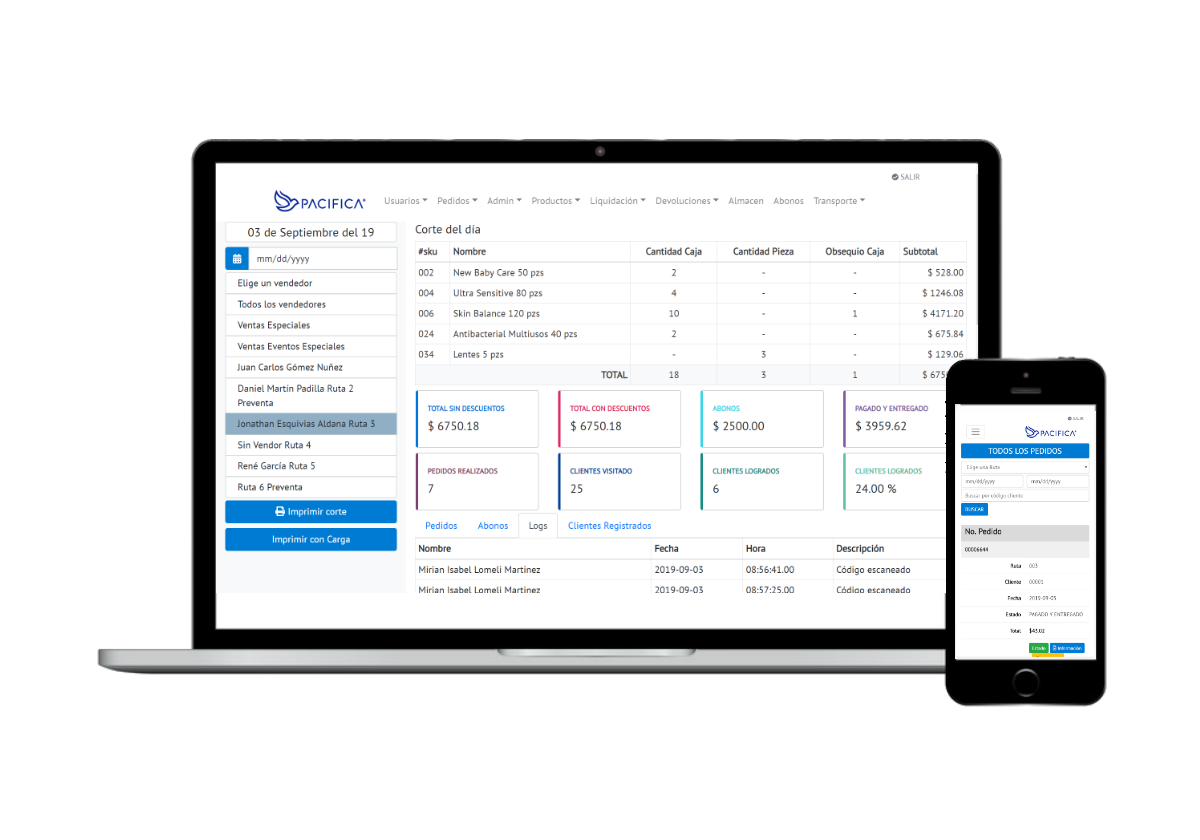 SALIR
PACIFICA®
Usuarios Pedidos Admin Productos Liquidación Devoluciones Almacen Abonos Transporte
03 de Septiembre del 19
mm/dd/yyyy
Elige un vendedor
Todos los vendedores
Ventas Especiales
Ventas Eventos Especiales
Juan Carlos Gómez Nuñez
Daniel Martín Padilla Ruta 2
Preventa
Jonathan Esquivias Aldana Ruta 3
Sin Vendor Ruta 4
René García Ruta 5
Ruta 6 Preventa
Imprimir corte
Imprimir con Carga
Corte del día
#sku Nombre Cantidad Caja Cantidad Pieza Obsequio Caja Subtotal
002 New Baby Care 50 pzs 2 - - $ 528.00
004 Ultra Sensitive 80 pzs 4 - - $ 1246.08
006 Skin Balance 120 pzs 10 - 1 $ 4171.20
024 Antibacterial Multiusos 40 pzs 2 - - $ 675.84
034 Lentes 5 pzs - 3 - $ 129.06
TOTAL 18 3 1 $ 675
TOTAL SIN DESCUENTOS TOTAL CON DESCUENTOS ABONOS PAGADO Y ENTREGADO
$ 6750.18 $ 6750.18 $ 2500.00 $ 3959.62
PEDIDOS REALIZADOS CLIENTES VISITADO CLIENTES LOGRADOS CLIENTES LOGRADOS
7 25 6 24.00 %
Pedidos Abonos Logs Clientes Registrados
Nombre Fecha Hora Descripción
Mirian Isabel Lomeli Martinez 2019-09-03 08:56:41.00 Código escaneado
Mirian Isabel Lomeli Martinez 2019-09-03 08:57:25.00 Código escaneado
SALIR
PACIFICA®
TODOS LOS PEDIDOS
Elige una Ruta
mm/dd/yyyy mm/dd/yyyy
Buscar por código cliente
BUSCAR
No. Pedido
00006644
Ruta 003
Cliente 00001
Fecha 2019-09-03
Estado PAGADO Y ENTREGADO
Total $43.02
Estado Información